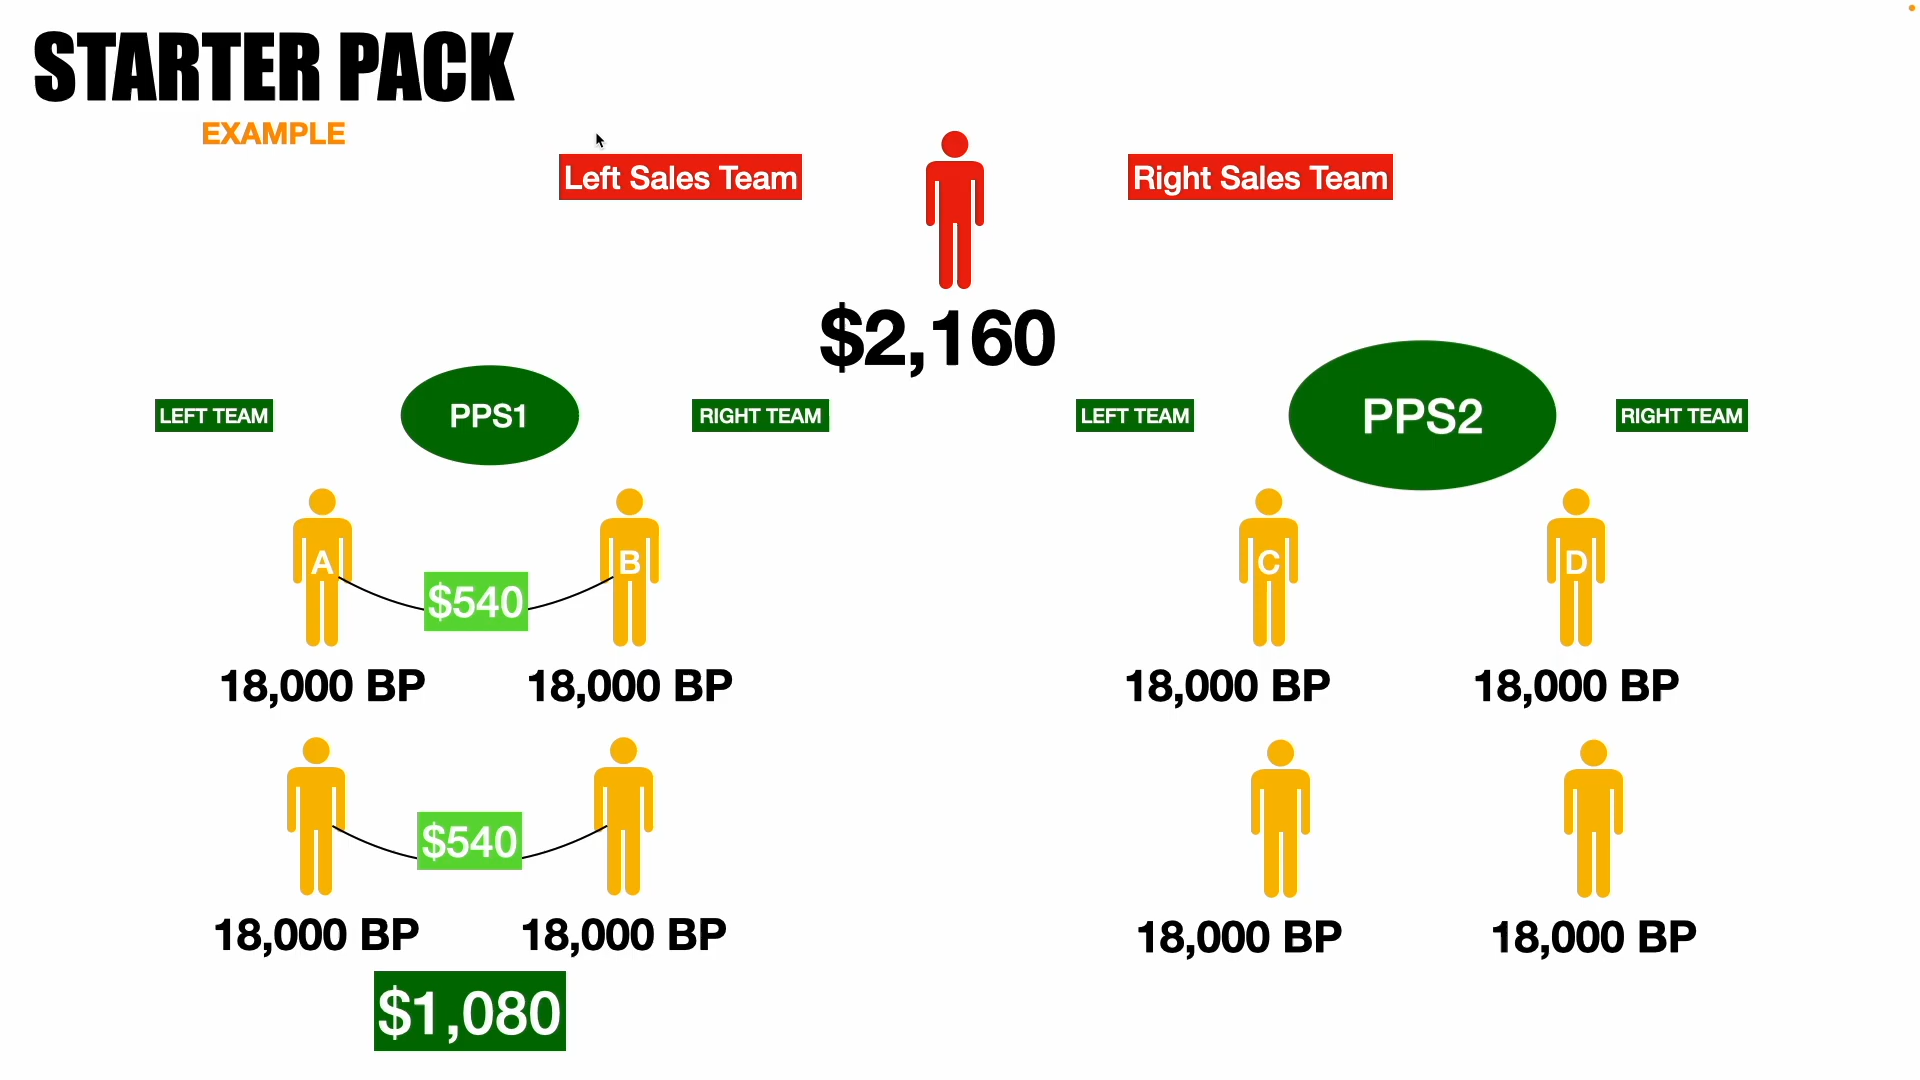 STARTER PACK
EXAMPLE
Left Sales Team
Right Sales Team
$2,160
LEFT TEAM
PPS1
RIGHT TEAM
LEFT TEAM
PPS2
RIGHT TEAM
A
B
C
D
$540
18,000 BP
18,000 BP
18,000 BP
18,000 BP
$540
18,000 BP
18,000 BP
18,000 BP
18,000 BP
$1,080